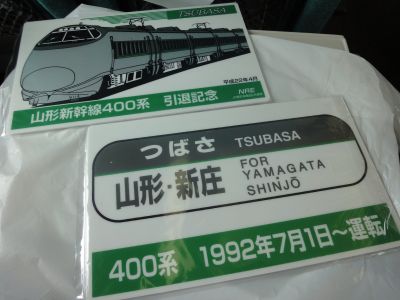 TSUBASA
平成22年4月
山形新幹線400系 引退記念
NRE
つばさ TSUBASA
山形・新庄
FOR
YAMAGATA
SHINJŌ
400系 1992年7月1日～運転